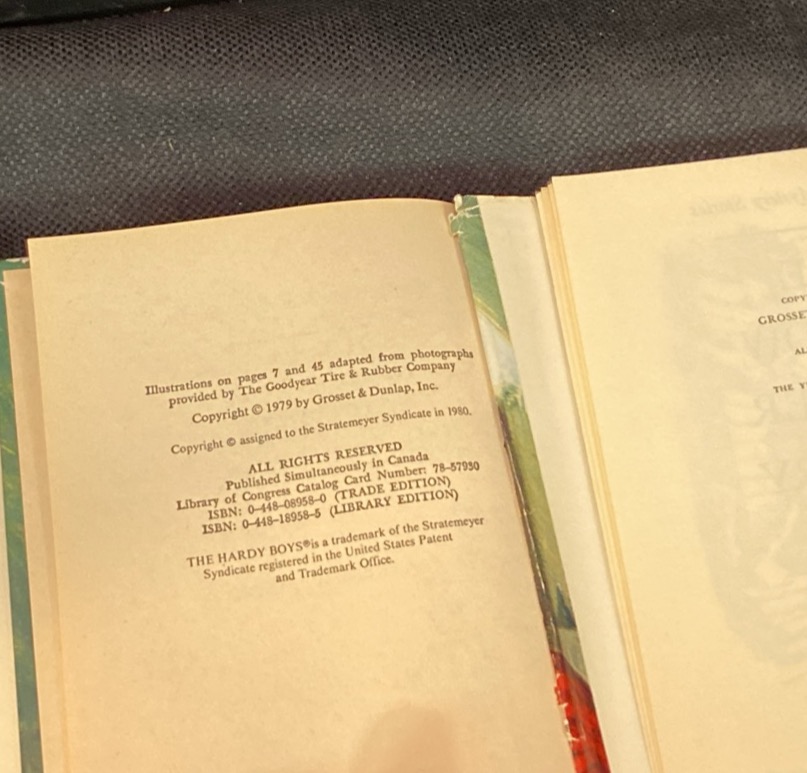 Illustrations on pages 7 and 45 adapted from photographs
provided by The Goodyear Tire & Rubber Company
Copyright © 1979 by Grosset & Dunlap, Inc.
Copyright © assigned to the Stratemeyer Syndicate in 1980.
ALL RIGHTS RESERVED
Published Simultaneously in Canada
Library of Congress Catalog Card Number: 78-57930
ISBN: 0-448-08958-0 (TRADE EDITION)
ISBN: 0-448-18958-5 (LIBRARY EDITION)
THE HARDY BOYS® is a trademark of the Stratemeyer
Syndicate registered in the United States Patent
and Trademark Office.
COPY
GROSSE
AL
THE Y